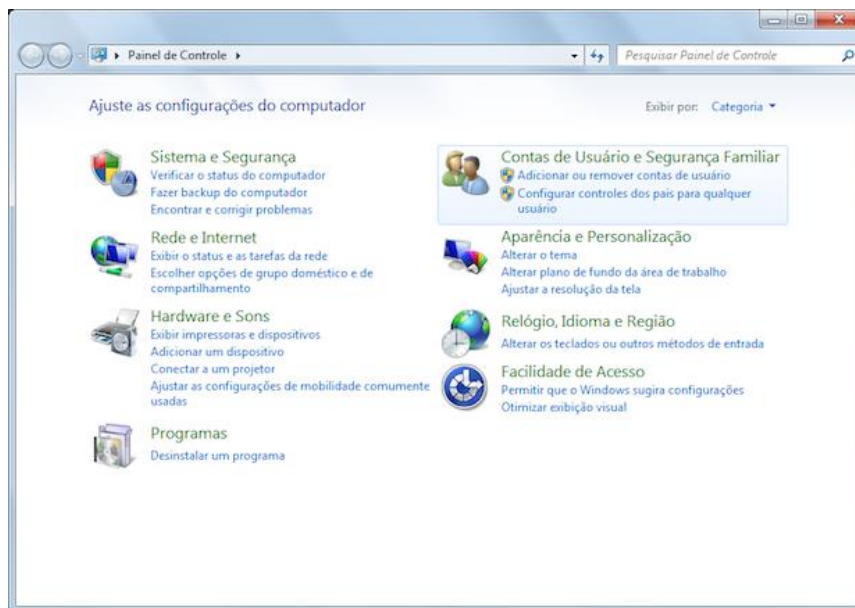 Painel de Controle
Pesquisar Painel de Controle
Ajuste as configurações do computador
Exibir por: Categoria
Sistema e Segurança
Verificar o status do computador
Fazer backup do computador
Encontrar e corrigir problemas
Rede e Internet
Exibir o status e as tarefas da rede
Escolher opções de grupo doméstico e de
compartilhamento
Hardware e Sons
Exibir impressoras e dispositivos
Adicionar um dispositivo
Conectar a um projetor
Ajustar as configurações de mobilidade comumente
usadas
Programas
Desinstalar um programa
Contas de Usuário e Segurança Familiar
Adicionar ou remover contas de usuário
Configurar controles dos pais para qualquer
usuário
Aparência e Personalização
Alterar o tema
Alterar plano de fundo da área de trabalho
Ajustar a resolução da tela
Relógio, Idioma e Região
Alterar os teclados ou outros métodos de entrada
Facilidade de Acesso
Permitir que o Windows sugira configurações
Otimizar exibição visual